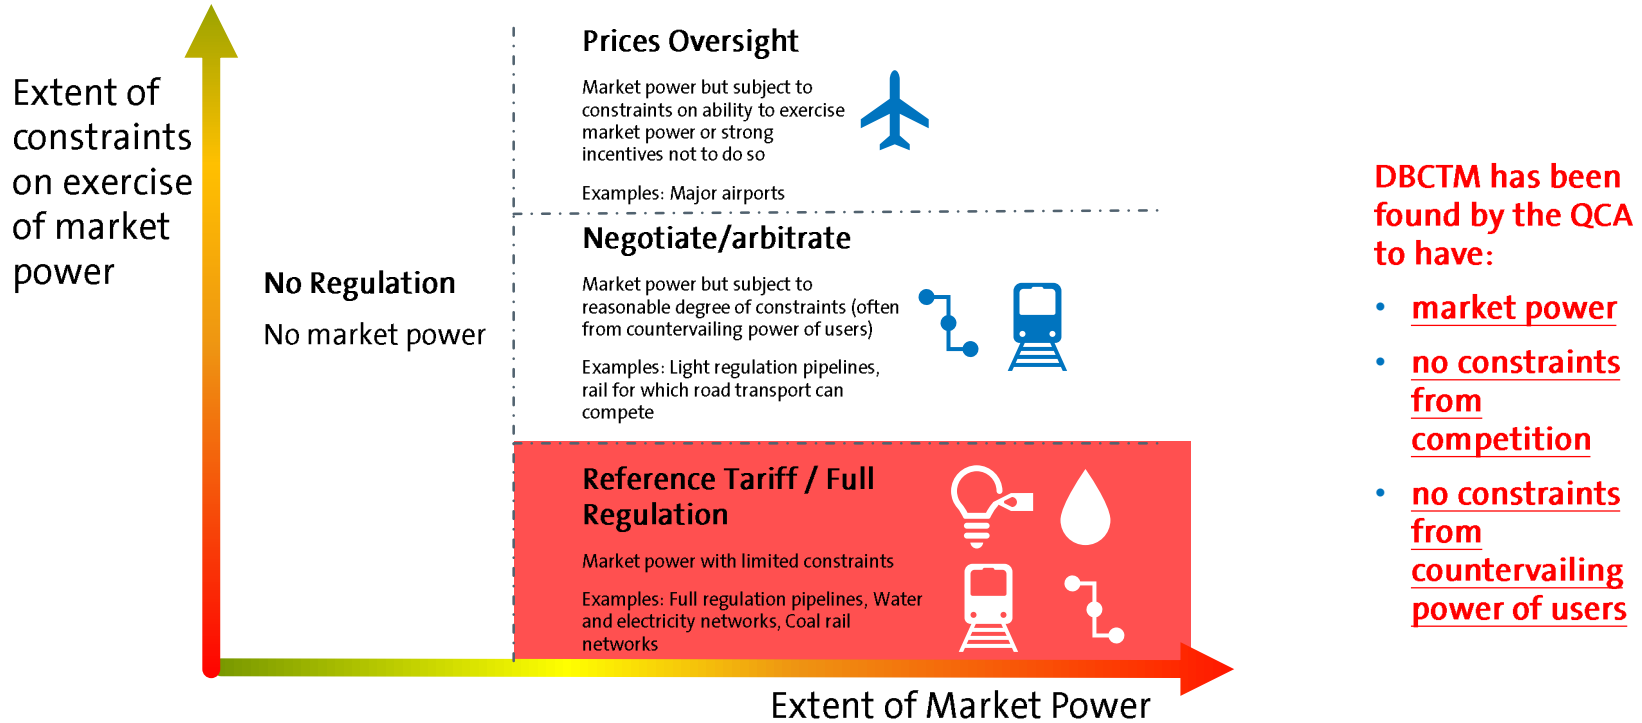 Extent of
constraints
on exercise
of market
power
No Regulation
No market power
Prices Oversight
Market power but subject to
constraints on ability to exercise
market power or strong
incentives not to do so
Examples: Major airports
Negotiate/arbitrate
Market power but subject to
reasonable degree of constraints (often
from countervailing power of users)
Examples: Light regulation pipelines,
rail for which road transport can
compete
Reference Tariff / Full
Regulation
Market power with limited constraints
Examples: Full regulation pipelines, Water
and electricity networks, Coal rail
networks
Extent of Market Power
DBCTM has been
found by the QCA
to have:
• market power
• no constraints
from
competition
• no constraints
from
countervailing
power of users